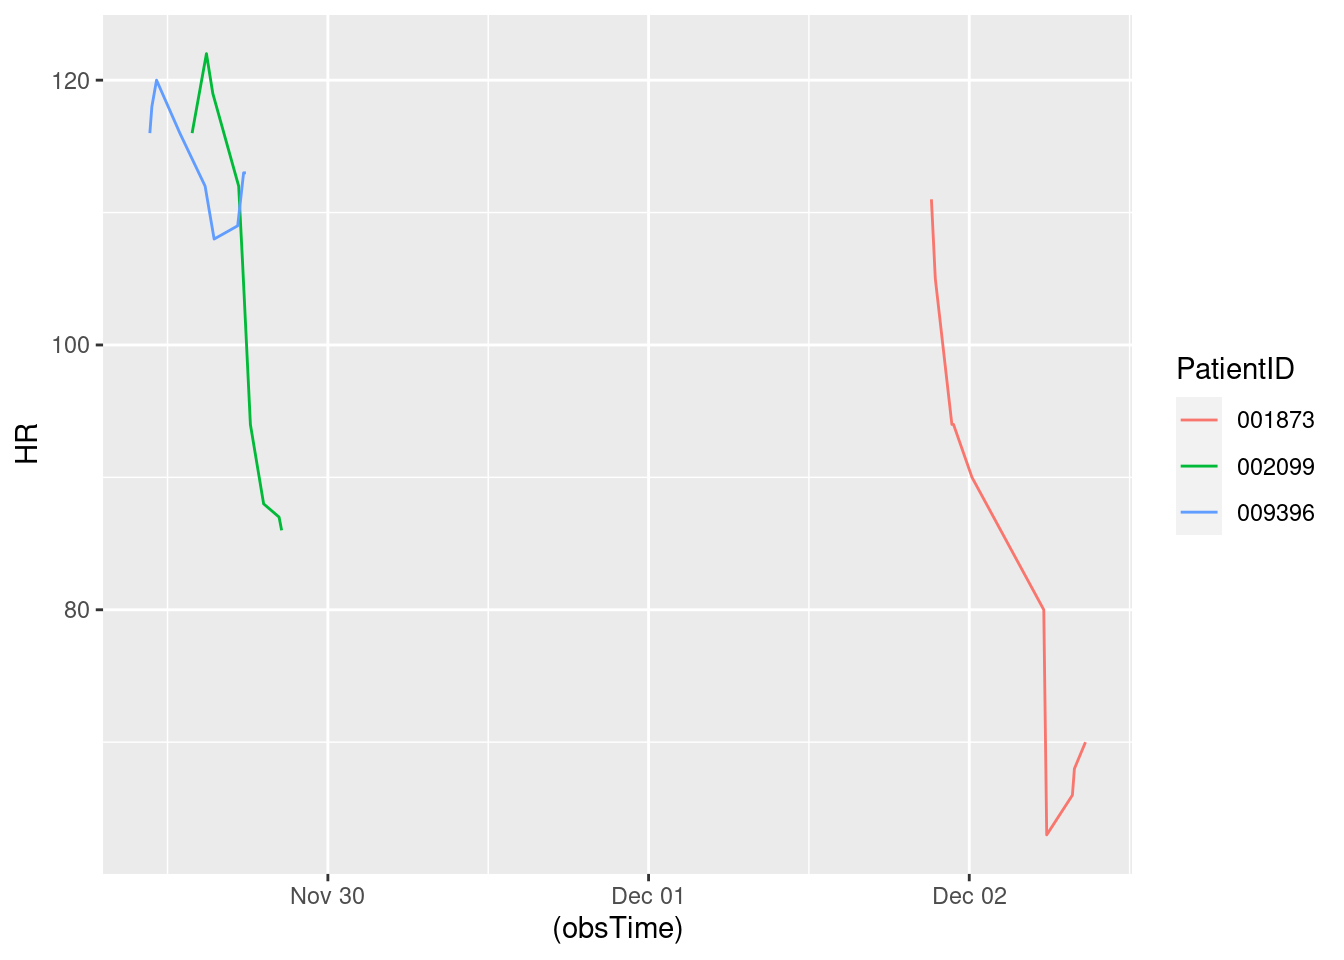 120
100
80
HR
Nov 30
Dec 01
Dec 02
(obsTime)
PatientID
001873
002099
009396